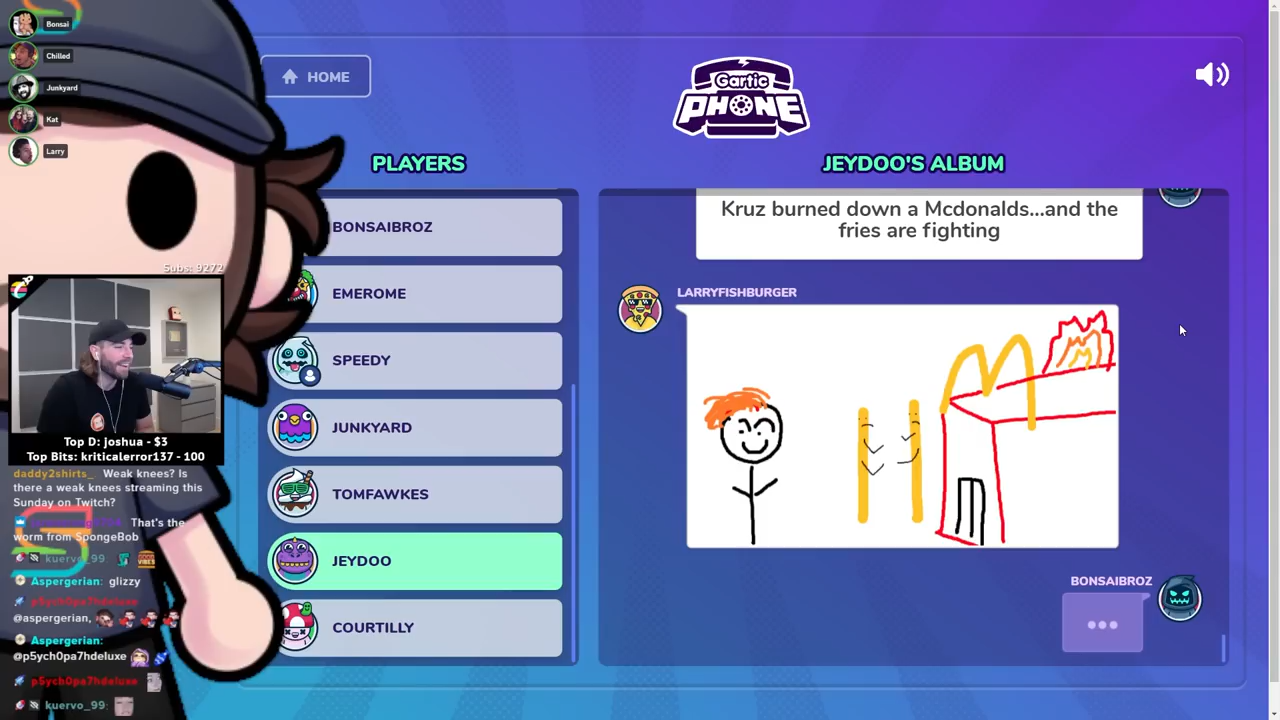 Bonsai
Chilled
Junkyard
Kat
Larry
HOME
Gartic
PHONE
PLAYERS
BONSAIBROZ
EMEROME
SPEEDY
JUNKYARD
TOMFAWKES
JEYDOO
COURTILLY
JEYDOO'S ALBUM
Kruz burned down a Mcdonalds...and the
fries are fighting
LARRYFISHBURGER
BONSAIBROZ
Subs: 9272
Top D: joshua - $3
Top Bits: kriticalerror137 - 100
daddy2shirts_ Weak knees? Is
there a weak knees streaming this
Sunday on Twitch?
That's the
worm from SpongeBob
kuervo_99
Aspergerian: glizzy
p5ych0pa7hdeluxe
@aspergerian,
Aspergerian:
@p5ych0pa7hdeluxe
p5ych0pa7hdeluxe
kuervo_99: